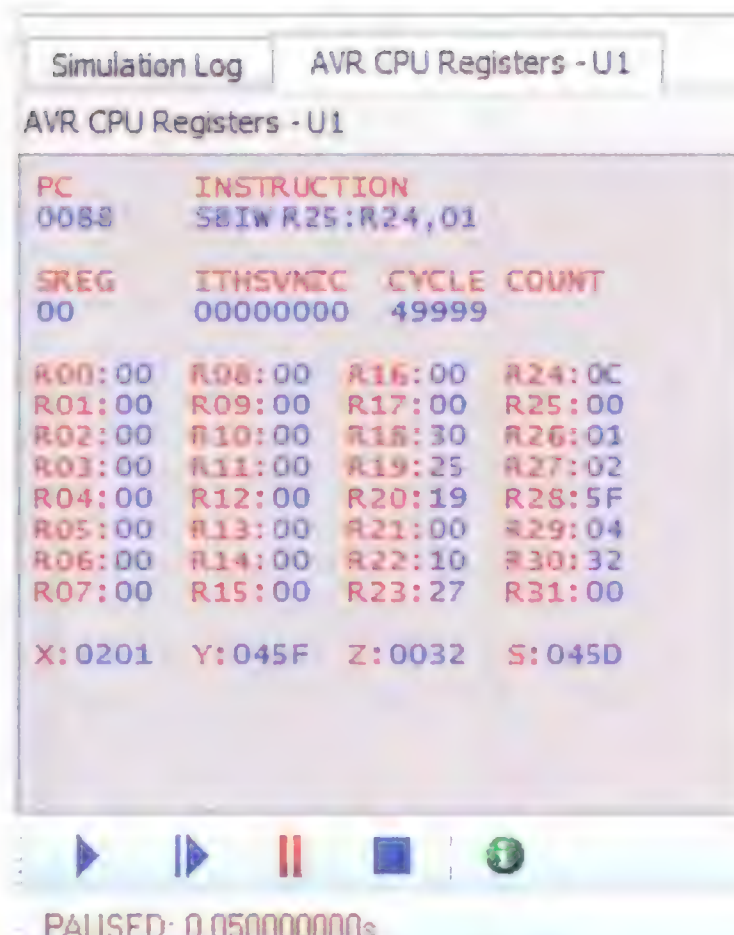 Simulation Log AVR CPU Registers - U1
AVR CPU Registers - U1
PC INSTRUCTION
0088 SBIW R25:R24,01
SREG ITHSVNZC CYCLE COUNT
00 00000000 49999
R00:00 R08:00 R16:00 R24:0C
R01:00 R09:00 R17:00 R25:00
R02:00 R10:00 R18:30 R26:01
R03:00 R11:00 R19:25 R27:02
R04:00 R12:00 R20:19 R28:5F
R05:00 R13:00 R21:00 R29:04
R06:00 R14:00 R22:10 R30:32
R07:00 R15:00 R23:27 R31:00
X:0201 Y:045F Z:0032 S:045D
PAUSED: 0.050000000s